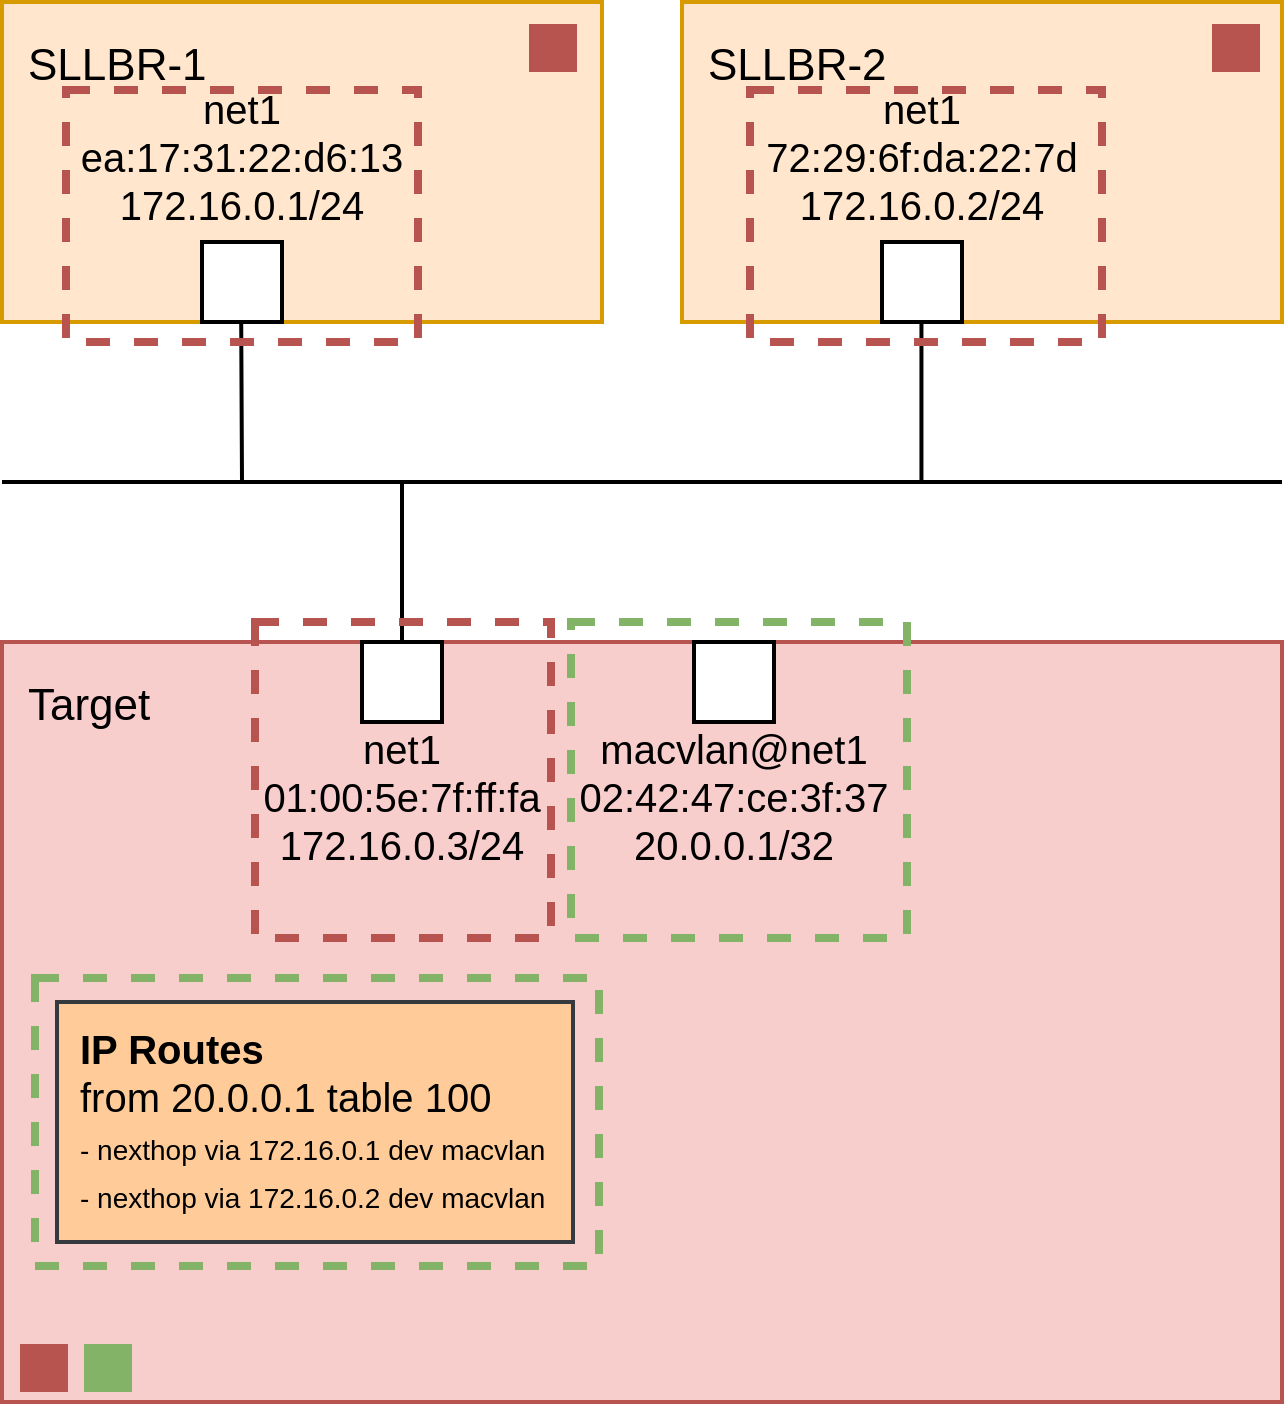 SLLBR-1
net1
ea:17:31:22:d6:13
172.16.0.1/24
SLLBR-2
net1
72:29:6f:da:22:7d
172.16.0.2/24
Target
net1
01:00:5e:7f:ff:fa
172.16.0.3/24
macvlan@net1
02:42:47:ce:3f:37
20.0.0.1/32
IP Routes
from 20.0.0.1 table 100
- nexthop via 172.16.0.1 dev macvlan
- nexthop via 172.16.0.2 dev macvlan